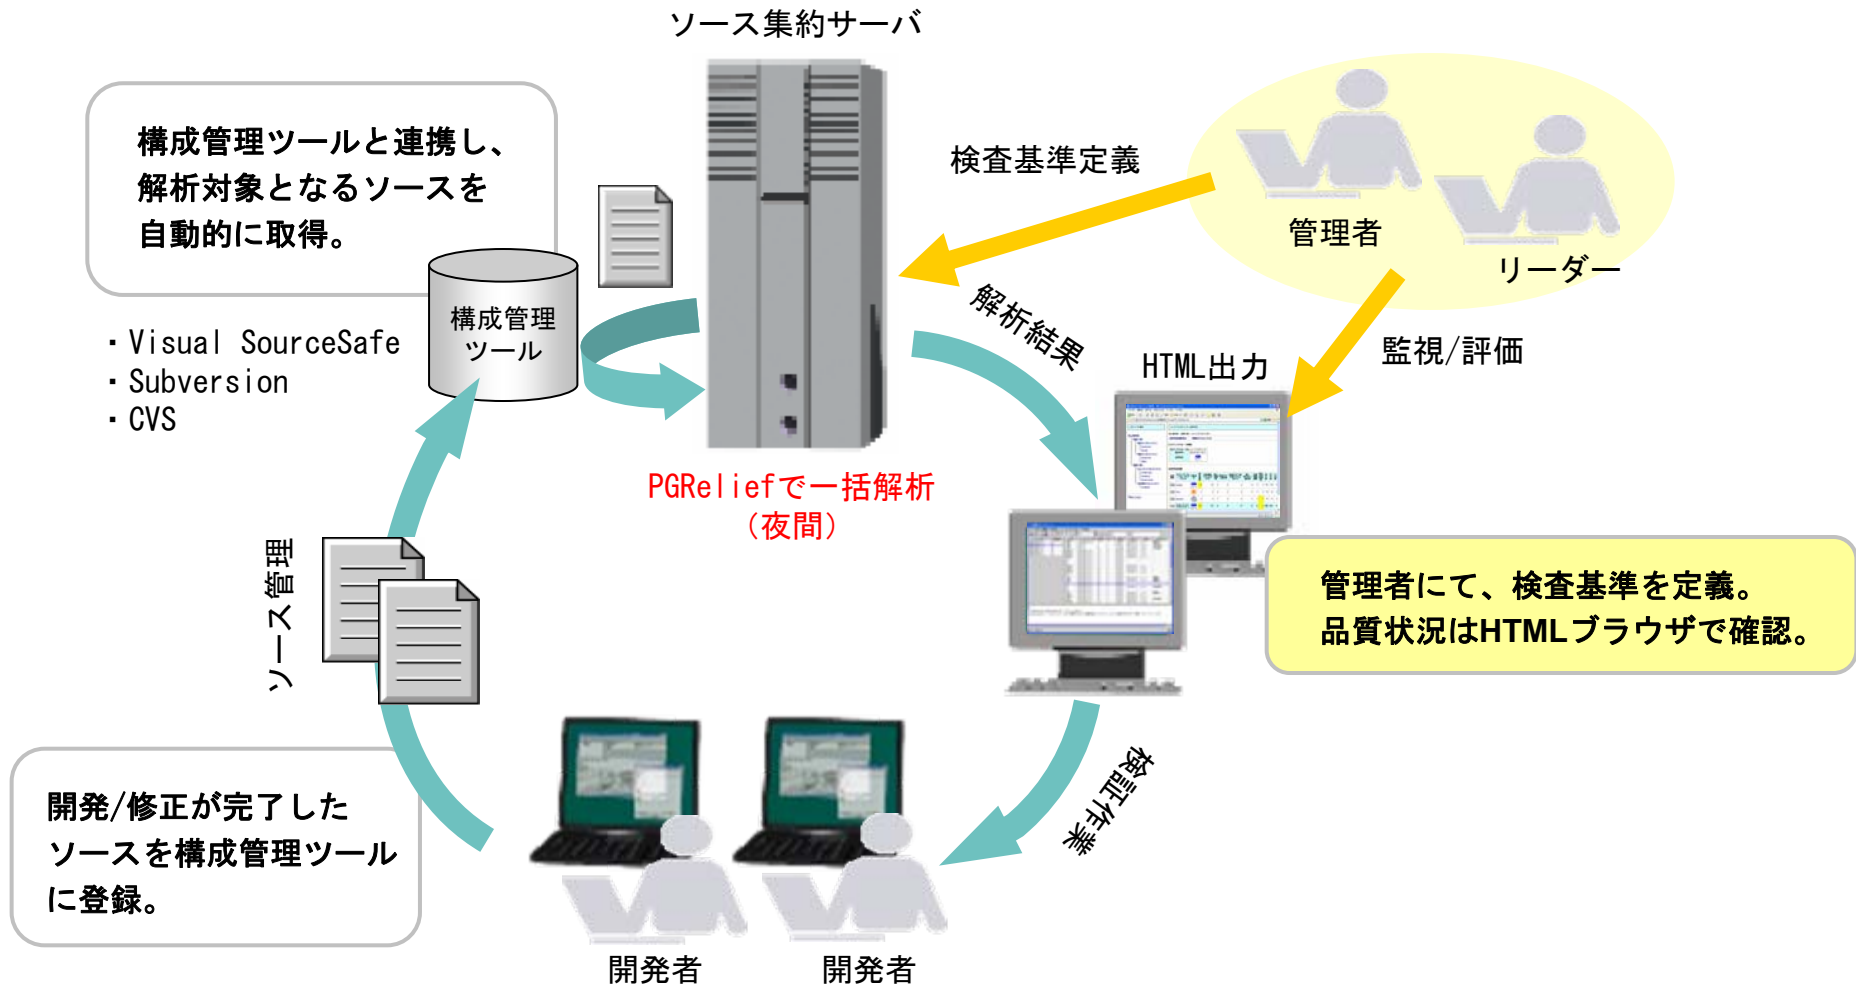 ソース集約サーバ
構成管理ツールと連携し、
解析対象となるソースを
自動的に取得。
検査基準定義
管理者
リーダー
構成管理
ツール
・Visual SourceSafe
・Subversion
・CVS
解析結果
HTML出力
監視/評価
PGReliefで一括解析
（夜間）
ソース管理
管理者にて、検査基準を定義。
品質状況はHTMLブラウザで確認。
検証作業
開発/修正が完了した
ソースを構成管理ツール
に登録。
開発者
開発者